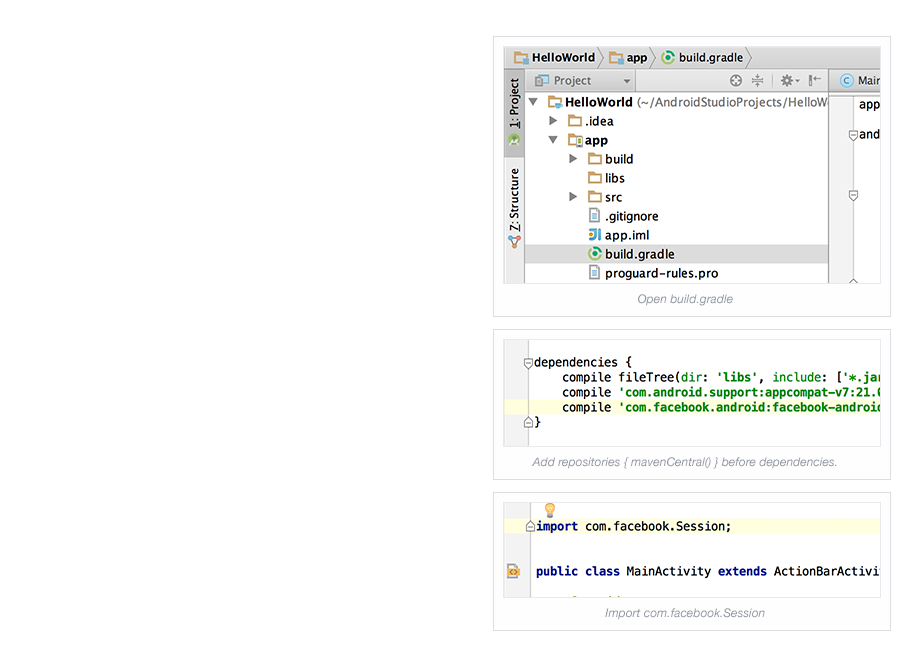 HelloWorld app build.gradle
Project
Main
1: Project
Z: Structure
HelloWorld (~/AndroidStudioProjects/HelloW
.idea
app
build
libs
src
.gitignore
app.iml
build.gradle
proguard-rules.pro
app
and
Open build.gradle
dependencies {
compile fileTree(dir: 'libs', include: ['*.jar
compile 'com.android.support:appcompat-v7:21.0
compile 'com.facebook.android:facebook-android
}
Add repositories { mavenCentral() } before dependencies.
import com.facebook.Session;
public class MainActivity extends ActionBarActivi
Import com.facebook.Session